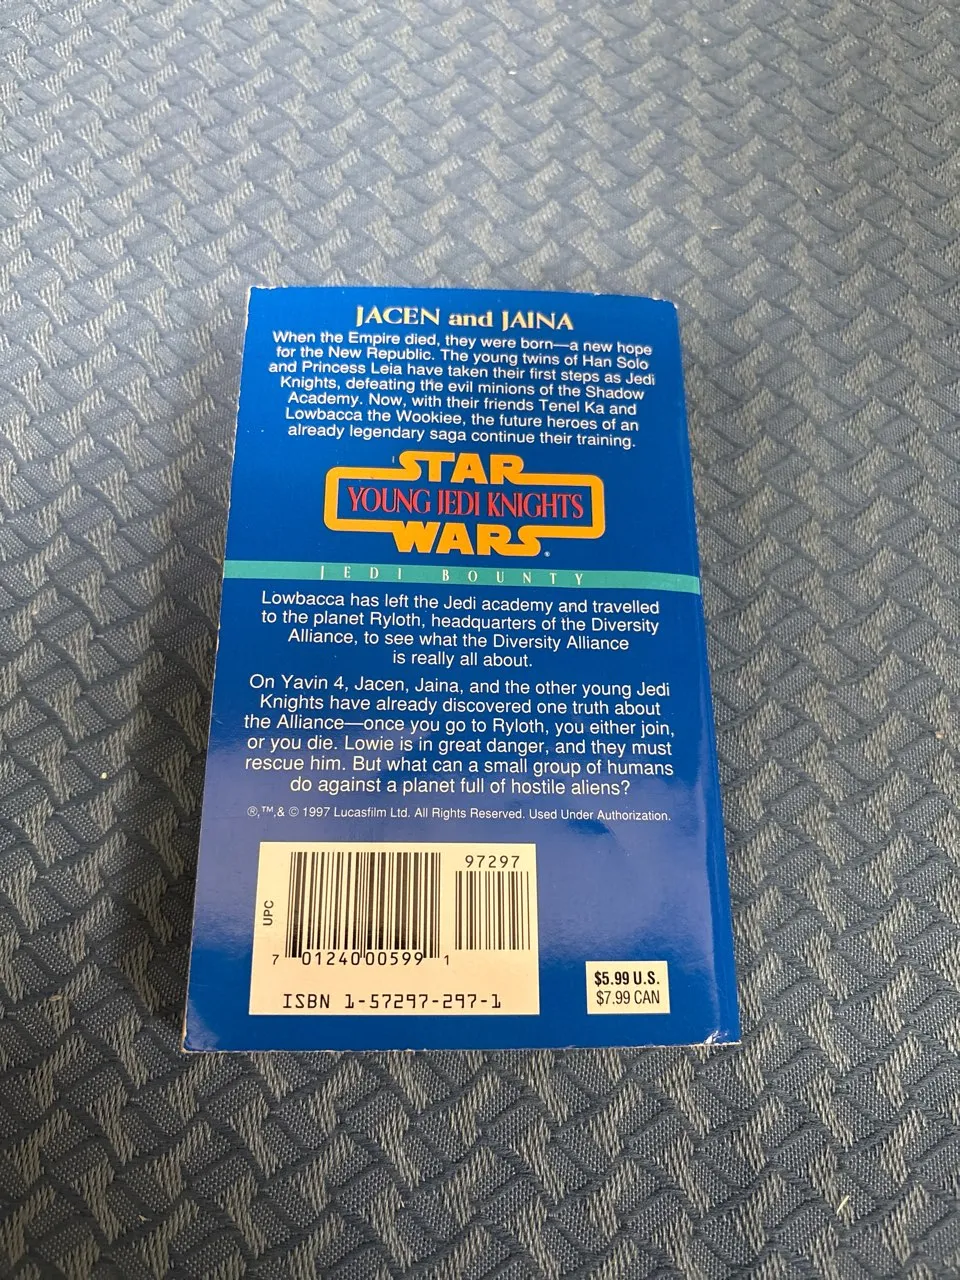 JACEN and JAINA
When the Empire died, they were born—a new hope
for the New Republic. The young twins of Han Solo
and Princess Leia have taken their first steps as Jedi
Knights, defeating the evil minions of the Shadow
Academy. Now, with their friends Tenel Ka and
Lowbacca the Wookiee, the future heroes of an
already legendary saga continue their training.
STAR
YOUNG JEDI KNIGHTS
WARS®
JEDI BOUNTY
Lowbacca has left the Jedi academy and travelled
to the planet Ryloth, headquarters of the Diversity
Alliance, to see what the Diversity Alliance
is really all about.
On Yavin 4, Jacen, Jaina, and the other young Jedi
Knights have already discovered one truth about
the Alliance—once you go to Ryloth, you either join,
or you die. Lowie is in great danger, and they must
rescue him. But what can a small group of humans
do against a planet full of hostile aliens?
®,™,& © 1997 Lucasfilm Ltd. All Rights Reserved. Used Under Authorization.
97297
UPC
7 01240 00599 1
ISBN 1-57297-297-1
$5.99 U.S.
$7.99 CAN